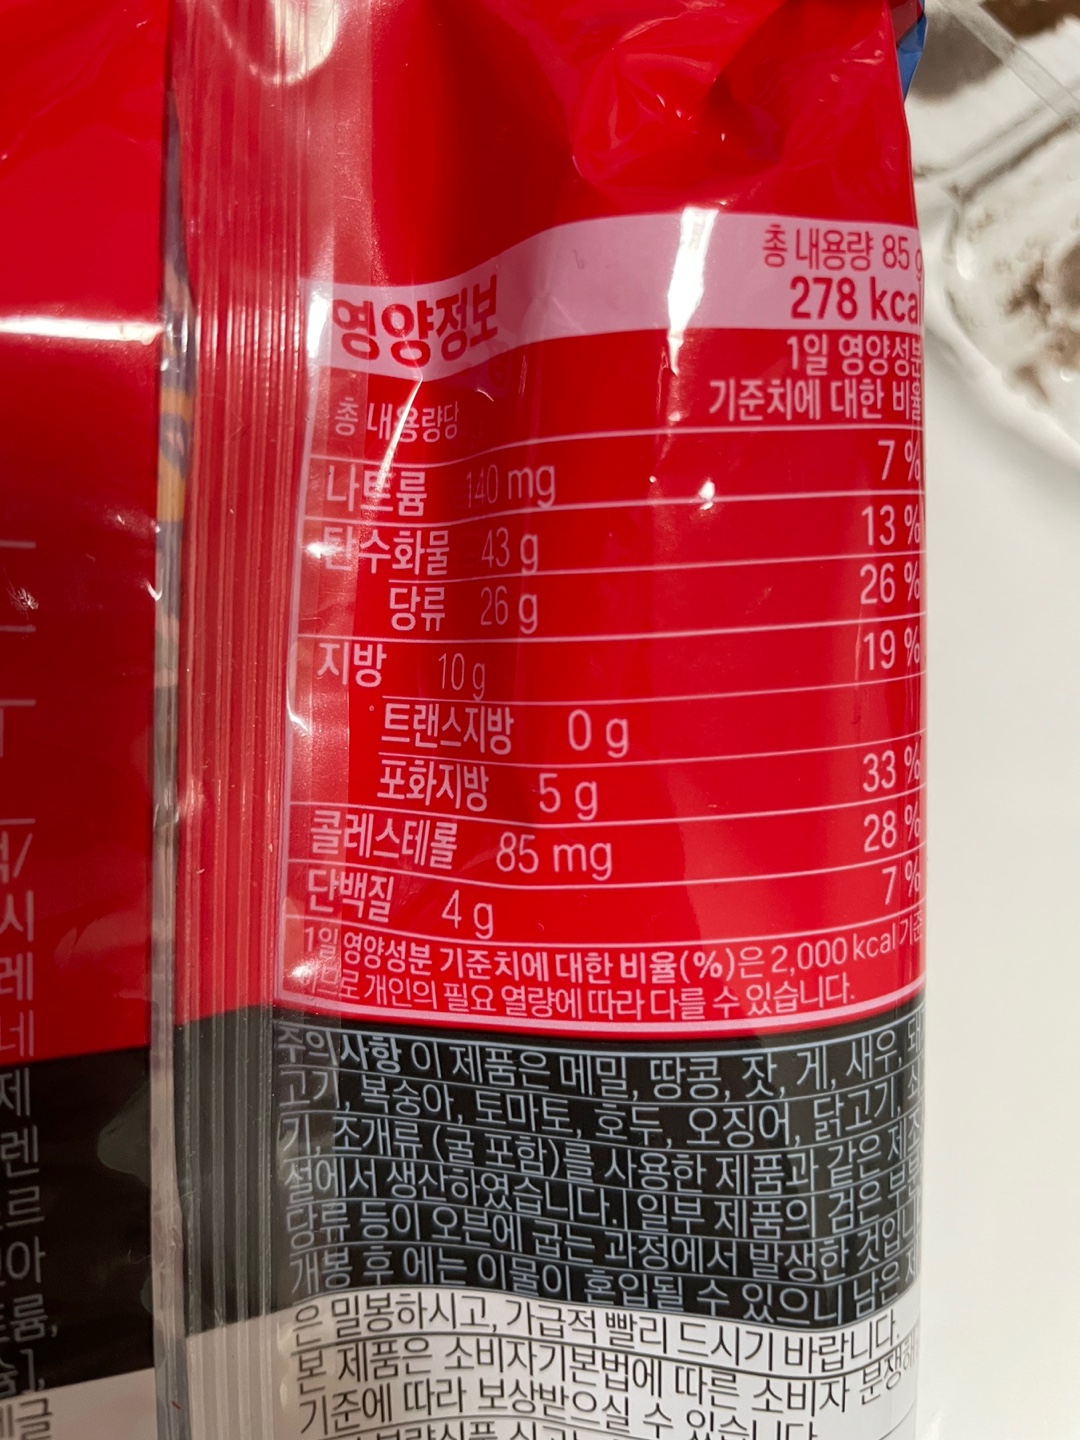 총 내용량 85 g
영양정보 278 kcal
1일 영양성분
총 내용량당 기준치에 대한 비율
나트륨 140 mg 7 %
탄수화물 43 g 13 %
당류 26 g 26 %
지방 10 g 19 %
트랜스지방 0 g
포화지방 5 g 33 %
콜레스테롤 85 mg 28 %
단백질 4 g 7 %
1일 영양성분 기준치에 대한 비율(%)은 2,000 kcal 기준
이므로 개인의 필요 열량에 따라 다를 수 있습니다.
주의사항 이 제품은 메밀, 땅콩, 잣, 게, 새우, 돼
고기, 복숭아, 토마토, 호두, 오징어, 닭고기, 쇠
기, 조개류 (굴 포함)를 사용한 제품과 같은 제조
설에서 생산하였습니다. | 일부 제품의 검은 부분
당류 등이 오븐에 굽는 과정에서 발생한 것입니
개봉 후 에는 이물이 혼입될 수 있으니 남은 제
은 밀봉하시고, 가급적 빨리 드시기 바랍니다.
본 제품은 소비자기본법에 따른 소비자 분쟁해
기준에 따라 보상받으실 수 있습니다